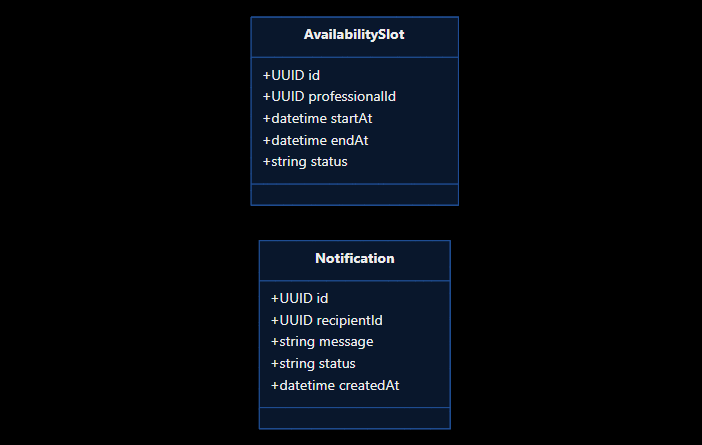 AvailabilitySlot
+UUID id
+UUID professionalId
+datetime startAt
+datetime endAt
+string status
Notification
+UUID id
+UUID recipientId
+string message
+string status
+datetime createdAt